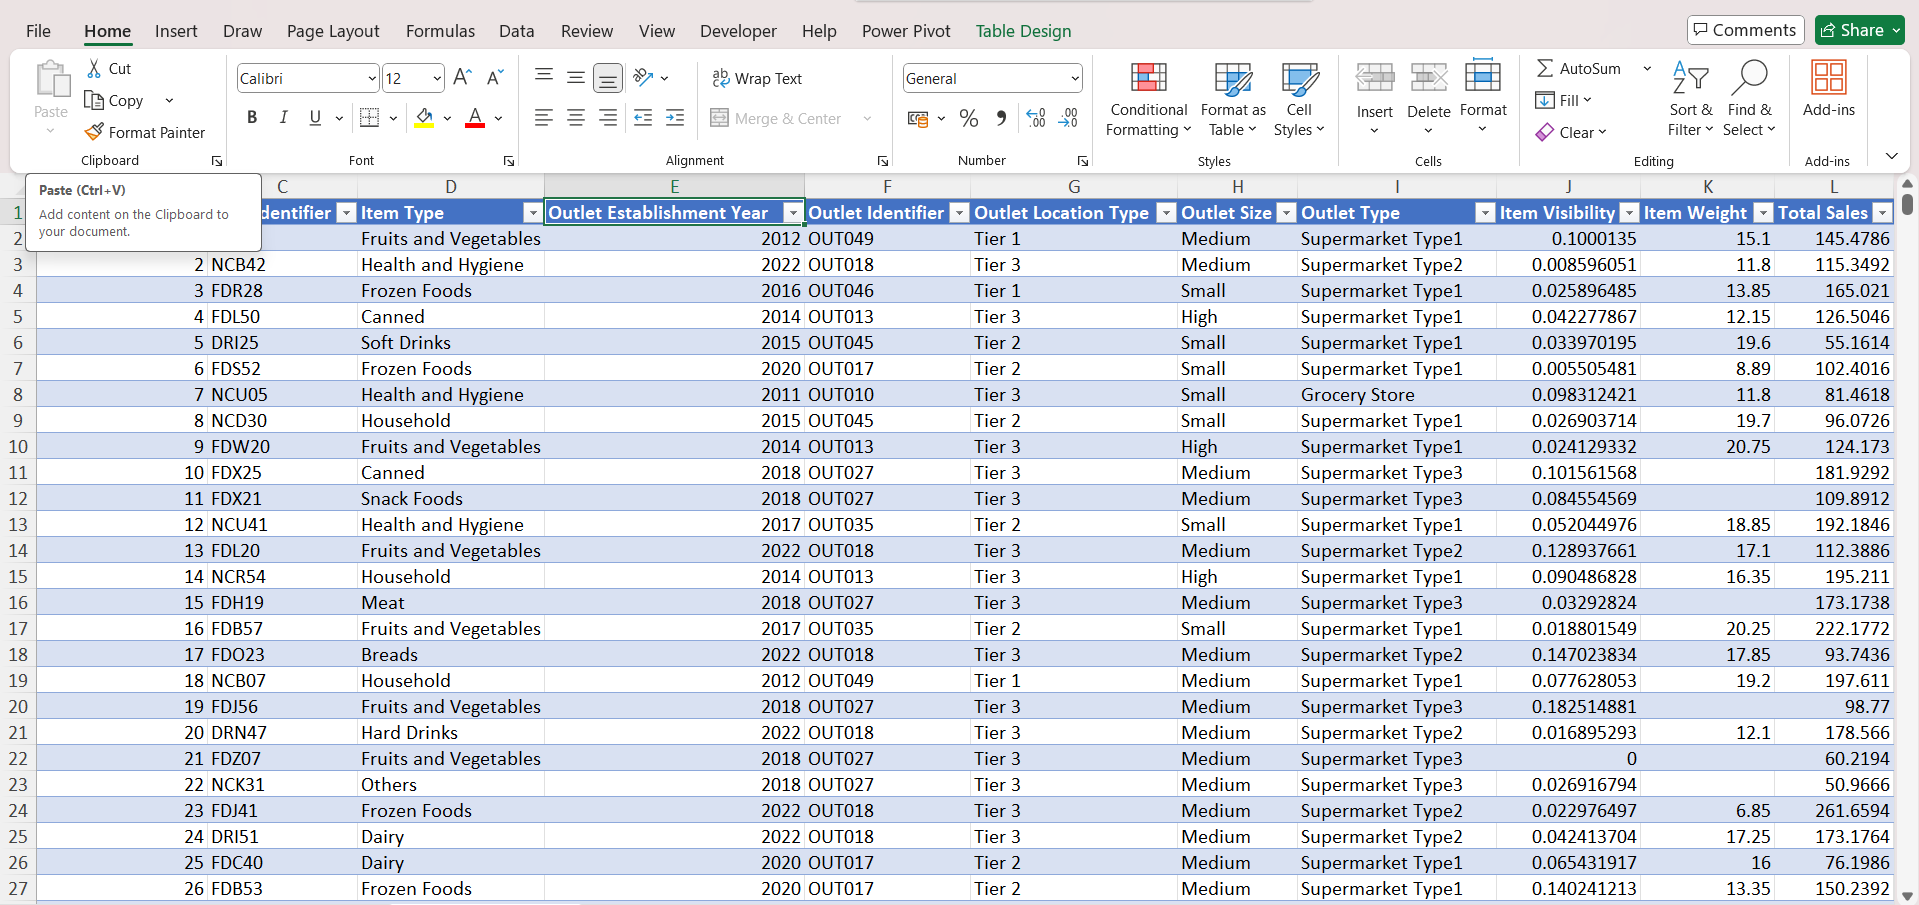 File Home Insert Draw Page Layout Formulas Data Review View Developer Help Power Pivot Table Design Comments Share
Cut Calibri 12 A A ab Wrap Text General AutoSum
Paste Copy Conditional Format as Cell Insert Delete Format Fill Sort & Find & Add-ins
Format Painter B I U A Merge & Center % Formatting Table Styles Clear Filter Select
Clipboard Font Alignment Number Styles Cells Editing Add-ins
Paste (Ctrl+V)
Add content on the Clipboard to
your document.
C D E F G H I J K L
1 dentifier Item Type Outlet Establishment Year Outlet Identifier Outlet Location Type Outlet Size Outlet Type Item Visibility Item Weight Total Sales
2 Fruits and Vegetables 2012 OUT049 Tier 1 Medium Supermarket Type1 0.1000135 15.1 145.4786
3 2 NCB42 Health and Hygiene 2022 OUT018 Tier 3 Medium Supermarket Type2 0.008596051 11.8 115.3492
4 3 FDR28 Frozen Foods 2016 OUT046 Tier 1 Small Supermarket Type1 0.025896485 13.85 165.021
5 4 FDL50 Canned 2014 OUT013 Tier 3 High Supermarket Type1 0.042277867 12.15 126.5046
6 5 DRI25 Soft Drinks 2015 OUT045 Tier 2 Small Supermarket Type1 0.033970195 19.6 55.1614
7 6 FDS52 Frozen Foods 2020 OUT017 Tier 2 Small Supermarket Type1 0.005505481 8.89 102.4016
8 7 NCU05 Health and Hygiene 2011 OUT010 Tier 3 Small Grocery Store 0.098312421 11.8 81.4618
9 8 NCD30 Household 2015 OUT045 Tier 2 Small Supermarket Type1 0.026903714 19.7 96.0726
10 9 FDW20 Fruits and Vegetables 2014 OUT013 Tier 3 High Supermarket Type1 0.024129332 20.75 124.173
11 10 FDX25 Canned 2018 OUT027 Tier 3 Medium Supermarket Type3 0.101561568 181.9292
12 11 FDX21 Snack Foods 2018 OUT027 Tier 3 Medium Supermarket Type3 0.084554569 109.8912
13 12 NCU41 Health and Hygiene 2017 OUT035 Tier 2 Small Supermarket Type1 0.052044976 18.85 192.1846
14 13 FDL20 Fruits and Vegetables 2022 OUT018 Tier 3 Medium Supermarket Type2 0.128937661 17.1 112.3886
15 14 NCR54 Household 2014 OUT013 Tier 3 High Supermarket Type1 0.090486828 16.35 195.211
16 15 FDH19 Meat 2018 OUT027 Tier 3 Medium Supermarket Type3 0.03292824 173.1738
17 16 FDB57 Fruits and Vegetables 2017 OUT035 Tier 2 Small Supermarket Type1 0.018801549 20.25 222.1772
18 17 FDO23 Breads 2022 OUT018 Tier 3 Medium Supermarket Type2 0.147023834 17.85 93.7436
19 18 NCB07 Household 2012 OUT049 Tier 1 Medium Supermarket Type1 0.077628053 19.2 197.611
20 19 FDJ56 Fruits and Vegetables 2018 OUT027 Tier 3 Medium Supermarket Type3 0.182514881 98.77
21 20 DRN47 Hard Drinks 2022 OUT018 Tier 3 Medium Supermarket Type2 0.016895293 12.1 178.566
22 21 FDZ07 Fruits and Vegetables 2018 OUT027 Tier 3 Medium Supermarket Type3 0 60.2194
23 22 NCK31 Others 2018 OUT027 Tier 3 Medium Supermarket Type3 0.026916794 50.9666
24 23 FDJ41 Frozen Foods 2022 OUT018 Tier 3 Medium Supermarket Type2 0.022976497 6.85 261.6594
25 24 DRI51 Dairy 2022 OUT018 Tier 3 Medium Supermarket Type2 0.042413704 17.25 173.1764
26 25 FDC40 Dairy 2020 OUT017 Tier 2 Medium Supermarket Type1 0.065431917 16 76.1986
27 26 FDB53 Frozen Foods 2020 OUT017 Tier 2 Medium Supermarket Type1 0.140241213 13.35 150.2392